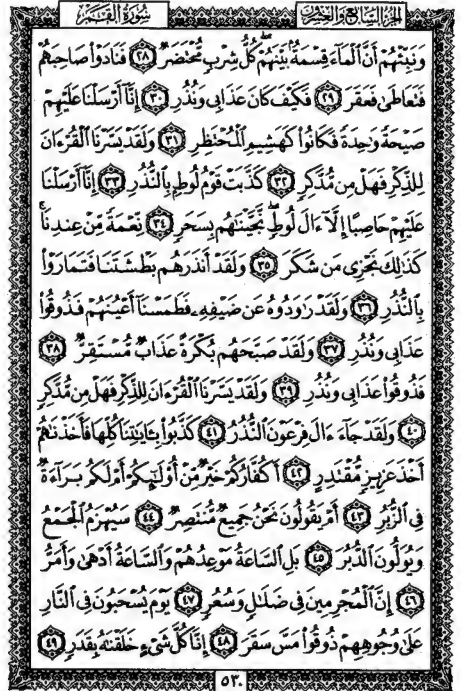 الجزء السابع والعشرون سورة القمر
وَنَبِّئْهُمْ أَنَّ ٱلْمَآءَ قِسْمَةٌۢ بَيْنَهُمْ كُلُّ شِرْبٍ مُّحْتَضَرٌ ٢٨ فَنَادَوْا۟ صَاحِبَهُمْ
فَتَعَاطَىٰ فَعَقَرَ ٢٩ فَكَيْفَ كَانَ عَذَابِى وَنُذُرِ ٣٠ إِنَّآ أَرْسَلْنَا عَلَيْهِمْ
صَيْحَةً وَٰحِدَةً فَكَانُوا۟ كَهَشِيمِ ٱلْمُحْتَظِرِ ٣١ وَلَقَدْ يَسَّرْنَا ٱلْقُرْءَانَ
لِلذِّكْرِ فَهَلْ مِن مُّدَّكِرٍ ٣٢ كَذَّبَتْ قَوْمُ لُوطٍۭ بِٱلنُّذُرِ ٣٣ إِنَّآ أَرْسَلْنَا
عَلَيْهِمْ حَاصِبًا إِلَّآ ءَالَ لُوطٍ نَّجَّيْنَٰهُم بِسَحَرٍ ٣٤ نِّعْمَةً مِّنْ عِندِنَا
كَذَٰلِكَ نَجْزِى مَن شَكَرَ ٣٥ وَلَقَدْ أَنذَرَهُم بَطْشَتَنَا فَتَمَارَوْا۟
بِٱلنُّذُرِ ٣٦ وَلَقَدْ رَٰوَدُوهُ عَن ضَيْفِهِۦ فَطَمَسْنَآ أَعْيُنَهُمْ فَذُوقُوا۟
عَذَابِى وَنُذُرِ ٣٧ وَلَقَدْ صَبَّحَهُم بُكْرَةً عَذَابٌ مُّسْتَقِرٌّ ٣٨
فَذُوقُوا۟ عَذَابِى وَنُذُرِ ٣٩ وَلَقَدْ يَسَّرْنَا ٱلْقُرْءَانَ لِلذِّكْرِ فَهَلْ مِن مُّدَّكِرٍ
٤٠ وَلَقَدْ جَآءَ ءَالَ فِرْعَوْنَ ٱلنُّذُرُ ٤١ كَذَّبُوا۟ بِـَٔايَٰتِنَا كُلِّهَا فَأَخَذْنَٰهُمْ
أَخْذَ عَزِيزٍ مُّقْتَدِرٍ ٤٢ أَكُفَّارُكُمْ خَيْرٌ مِّنْ أُو۟لَٰٓئِكُمْ أَمْ لَكُم بَرَآءَةٌ
فِى ٱلزُّبُرِ ٤٣ أَمْ يَقُولُونَ نَحْنُ جَمِيعٌ مُّنتَصِرٌ ٤٤ سَيُهْزَمُ ٱلْجَمْعُ
وَيُوَلُّونَ ٱلدُّبُرَ ٤٥ بَلِ ٱلسَّاعَةُ مَوْعِدُهُمْ وَٱلسَّاعَةُ أَدْهَىٰ وَأَمَرُّ
٤٦ إِنَّ ٱلْمُجْرِمِينَ فِى ضَلَٰلٍ وَسُعُرٍ ٤٧ يَوْمَ يُسْحَبُونَ فِى ٱلنَّارِ
عَلَىٰ وُجُوهِهِمْ ذُوقُوا۟ مَسَّ سَقَرَ ٤٨ إِنَّا كُلَّ شَىْءٍ خَلَقْنَٰهُ بِقَدَرٍ ٤٩
٥٣٠